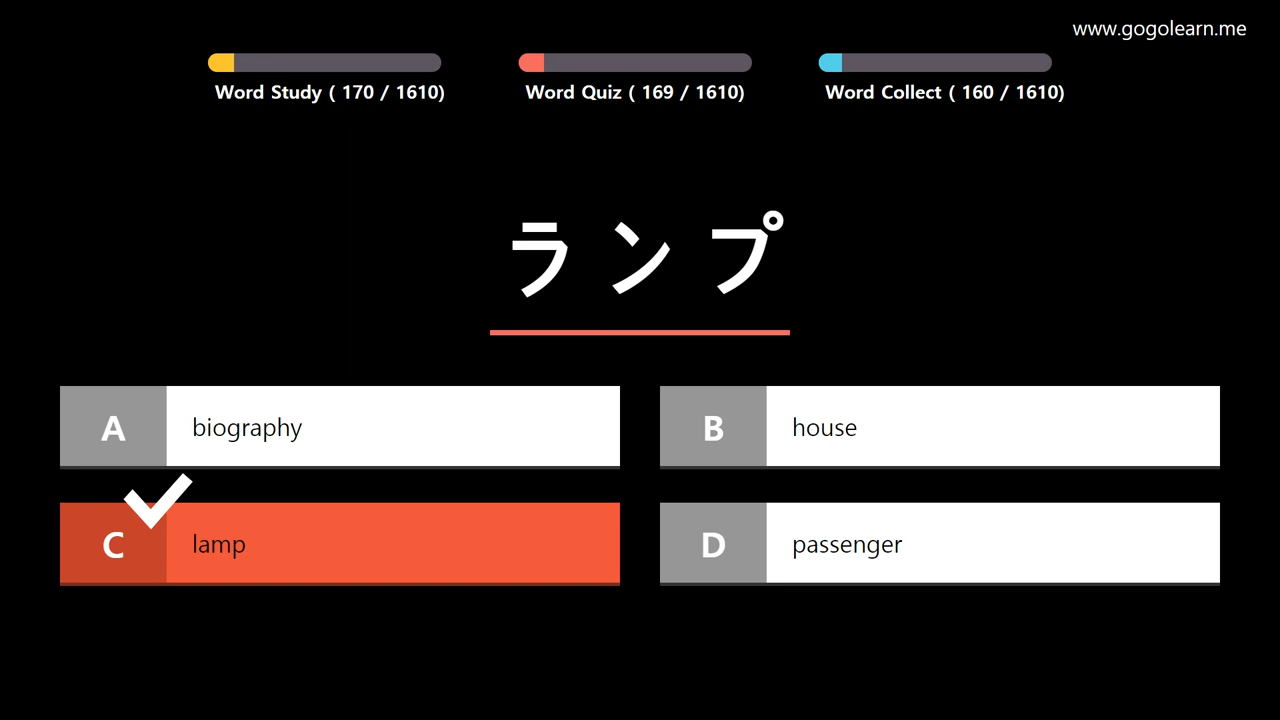 www.gogolearn.me
Word Study ( 170 / 1610)
Word Quiz ( 169 / 1610)
Word Collect ( 160 / 1610)
ランプ
A biography
B house
C lamp
D passenger